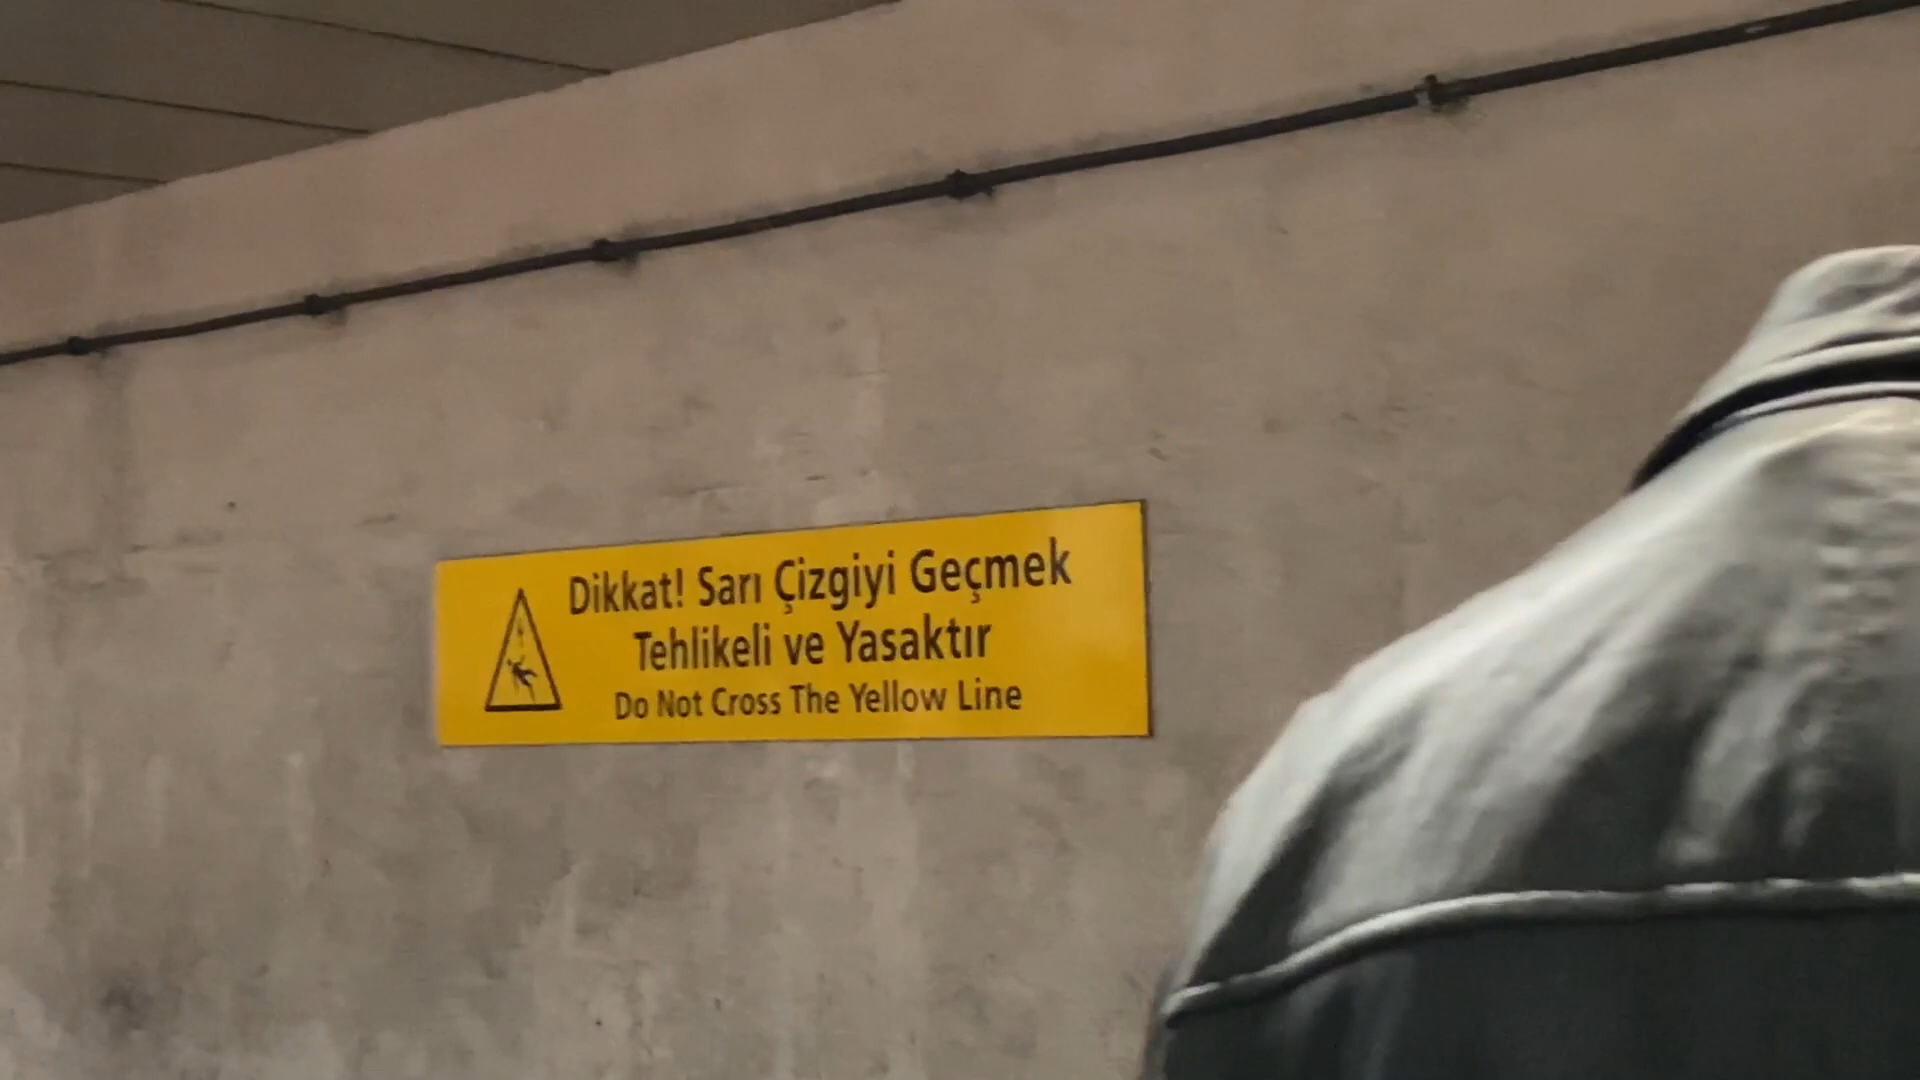 Dikkat! Sarı Çizgiyi Geçmek
Tehlikeli ve Yasaktır
Do Not Cross The Yellow Line